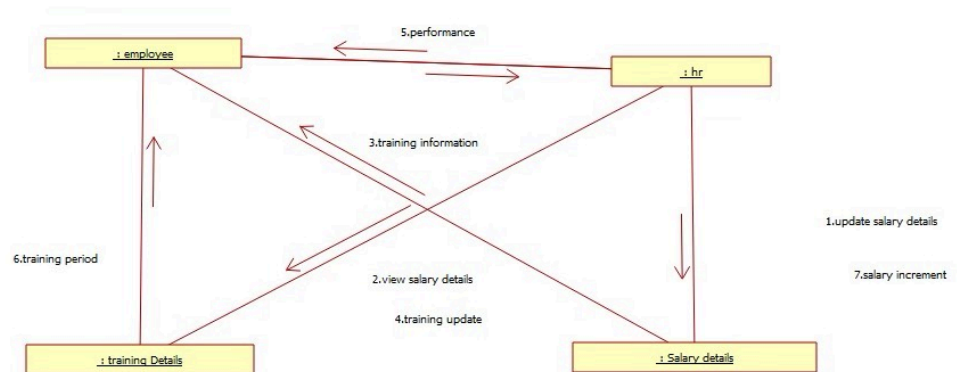 5.performance
: employee
: hr
3.training information
1.update salary details
6.training period
2.view salary details
7.salary increment
4.training update
: training Details
: Salary details